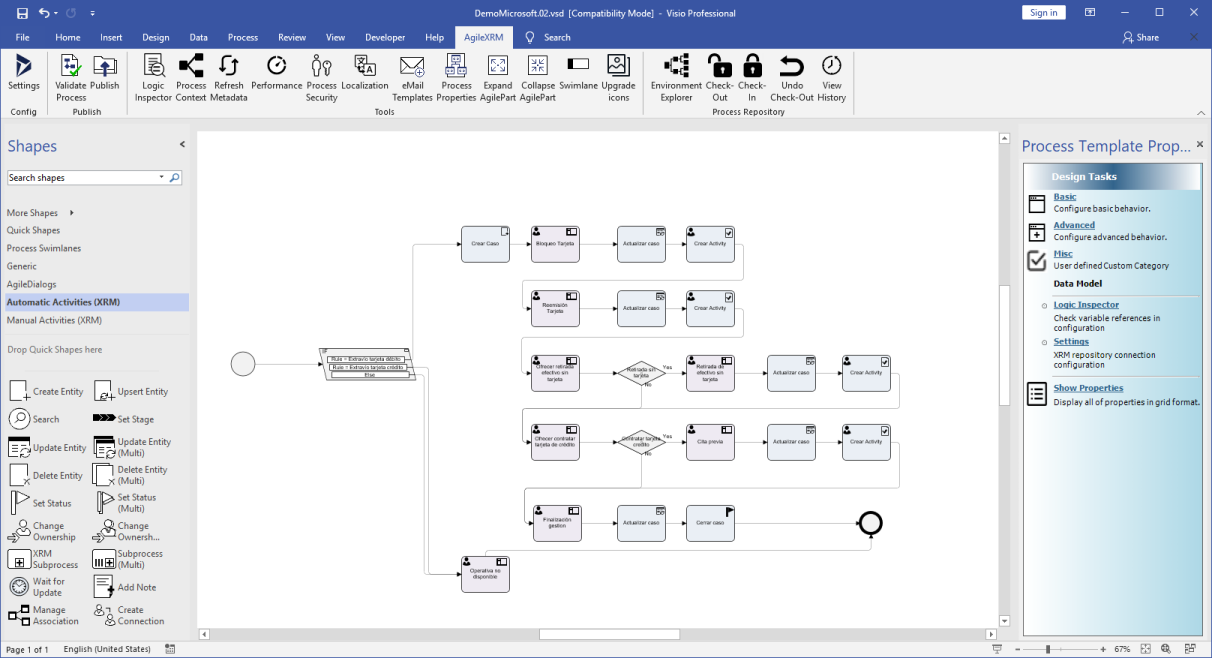 DemoMicrosoft.02.vsd [Compatibility Mode] - Visio Professional
Sign in
File Home Insert Design Data Process Review View Developer Help AgileXRM Search Share
Settings
Validate Process
Publish
Logic Inspector
Process Context
Refresh Metadata
Performance
Process Security
Localization
eMail Templates
Process Properties
Expand AgilePart
Collapse AgilePart
Swimlane
Upgrade icons
Environment Explorer
Check-Out
Check-In
Undo Check-Out
View History
Config Publish Tools Process Repository
Shapes
Search shapes
More Shapes
Quick Shapes
Process Swimlanes
Generic
AgileDialogs
Automatic Activities (XRM)
Manual Activities (XRM)
Drop Quick Shapes here
Create Entity
Upsert Entity
Search
Set Stage
Update Entity
Update Entity (Multi)
Delete Entity
Delete Entity (Multi)
Set Status
Set Status (Multi)
Change Ownership
Change Ownersh...
XRM Subprocess
Subprocess (Multi)
Wait for Update
Add Note
Manage Association
Create Connection
Rule = Extravío tarjeta débito
Rule = Extravío tarjeta crédito
Else
Crear Caso
Bloqueo Tarjeta
Actualizar caso
Crear Activity
Reemisión Tarjeta
Actualizar caso
Crear Activity
Ofrecer retirada efectivo sin tarjeta
Retirada sin tarjeta
Yes
No
Retirada de efectivo sin tarjeta
Actualizar caso
Crear Activity
Ofrecer contratar tarjeta de crédito
Contratar tarjeta credito
Yes
No
Cita previa
Actualizar caso
Crear Activity
Finalización gestion
Actualizar caso
Cerrar caso
Operativa no disponible
Process Template Prop...
Design Tasks
Basic
Configure basic behavior.
Advanced
Configure advanced behavior.
Misc
User defined Custom Category
Data Model
Logic Inspector
Check variable references in
configuration
Settings
XRM repository connection
configuration
Show Properties
Display all of properties in grid format.
Page 1 of 1 English (United States) 67%